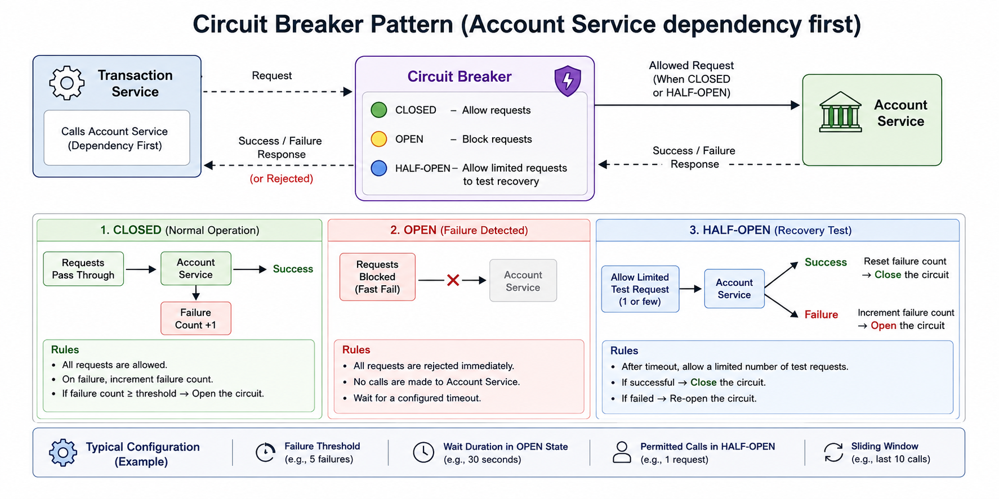 Circuit Breaker Pattern (Account Service dependency first)
Transaction
Service
Calls Account Service
(Dependency First)
Request
Success / Failure
Response
(or Rejected)
Circuit Breaker
CLOSED – Allow requests
OPEN – Block requests
HALF-OPEN – Allow limited requests
to test recovery
Allowed Request
(When CLOSED
or HALF-OPEN)
Success / Failure
Response
Account
Service
1. CLOSED (Normal Operation)
Requests
Pass Through
Account
Service
Success
Failure
Count +1
Rules
• All requests are allowed.
• On failure, increment failure count.
• If failure count ≥ threshold → Open the circuit.
2. OPEN (Failure Detected)
Requests
Blocked
(Fast Fail)
Account
Service
Rules
• All requests are rejected immediately.
• No calls are made to Account Service.
• Wait for a configured timeout.
3. HALF-OPEN (Recovery Test)
Allow Limited
Test Request
(1 or few)
Account
Service
Success
Reset failure count
→ Close the circuit
Failure
Increment failure count
→ Open the circuit
Rules
• After timeout, allow a limited number of test requests.
• If successful → Close the circuit.
• If failed → Re-open the circuit.
Typical Configuration
(Example)
Failure Threshold
(e.g., 5 failures)
Wait Duration in OPEN State
(e.g., 30 seconds)
Permitted Calls in HALF-OPEN
(e.g., 1 request)
Sliding Window
(e.g., last 10 calls)